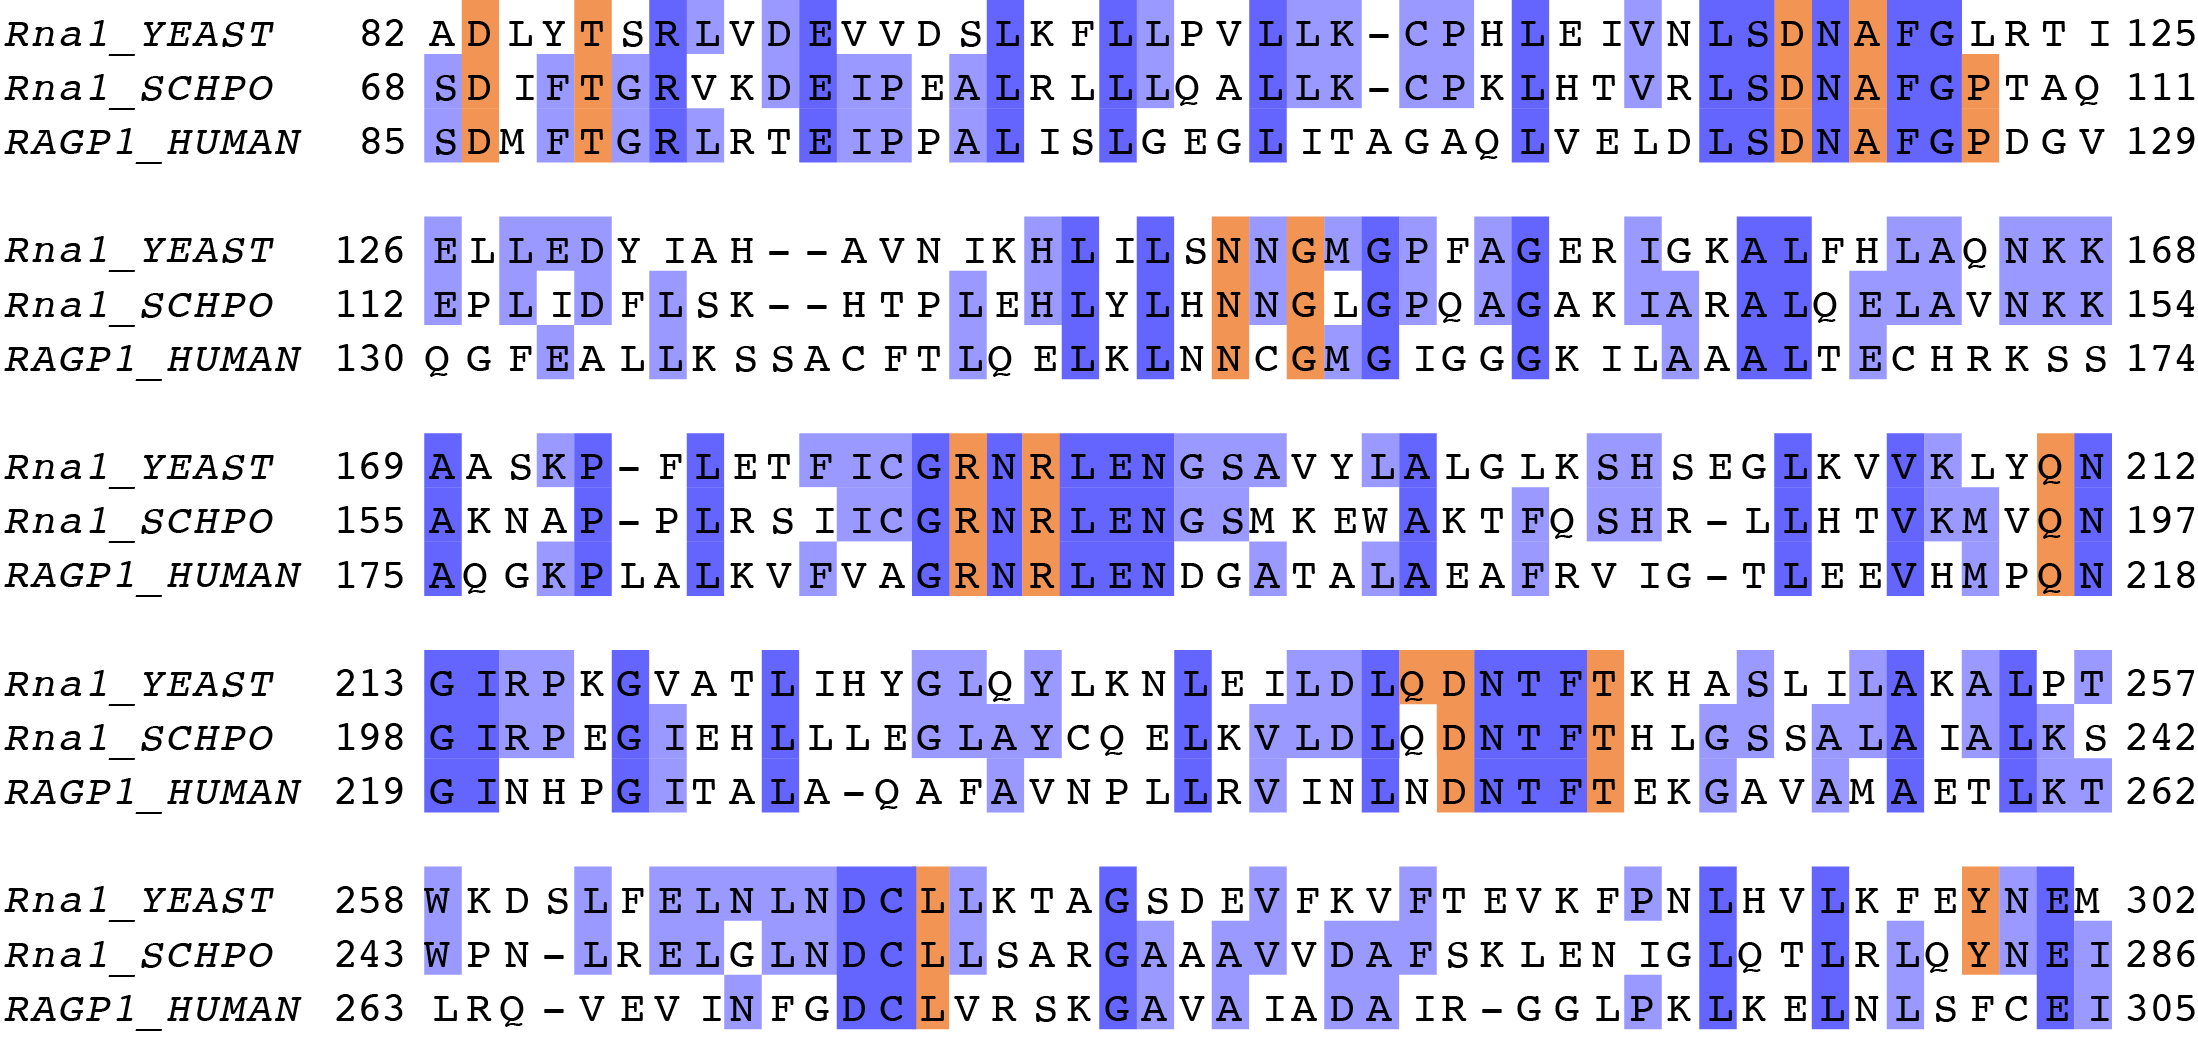 Rna1_YEAST 82 ADLYTSRLVDEVVDSLKFLLPVLLK-CPHLEIVNLSDNAFGLRTI 125
Rna1_SCHPO 68 SDIFTGRVKDEIPEALRLLLQALLK-CPKLHTVRLSDNAFGPTAQ 111
RAGP1_HUMAN 85 SDMFTGRLRTEIPPALISLGEGLITAGAQLVELDLSDNAFGPDGV 129
Rna1_YEAST 126 ELLEDYIAH--AVNIKHLILSNNGMGPFAGERIGKALFHLAQNKK 168
Rna1_SCHPO 112 EPLIDFLSK--HTPLEHLYLHNNGLGPQAGAKIARALQELAVNKK 154
RAGP1_HUMAN 130 QGFEALLKSSACFTLQELKLNNCGMGIGGGKILAAALTECHRKSS 174
Rna1_YEAST 169 AASKP-FLETFICGRNRLENGSAVYLALGLKSHSEGLKVVKLYQN 212
Rna1_SCHPO 155 AKNAP-PLRSIICGRNRLENGSMKEWAKTFQSHR-LLHTVKMVQN 197
RAGP1_HUMAN 175 AQGKPLALKVFVAGRNRLENDGATALAEAFRVIG-TLEEVHMPQN 218
Rna1_YEAST 213 GIRPKGVATLIHYGLQYLKNLEILDLQDNTFTKHASLILAKALPT 257
Rna1_SCHPO 198 GIRPEGIEHLLLEGLAYCQELKVLDLQDNTFTHLGSSALAIALKS 242
RAGP1_HUMAN 219 GINHPGITALA-QAFAVNPLLRVINLNDNTFTEKGAVAMAETLKT 262
Rna1_YEAST 258 WKDSLFELNLNDCLLKTAGSDEVFKVFTEVKFPNLHVLKFEYNEM 302
Rna1_SCHPO 243 WPN-LRELGLNDCLLSARGAAAVVDAFSKLENIGLQTLRLQYNEI 286
RAGP1_HUMAN 263 LRQ-VEVINFGDCLVRSKGAVAIADAIR-GGLPKLKELNLSFCEI 305